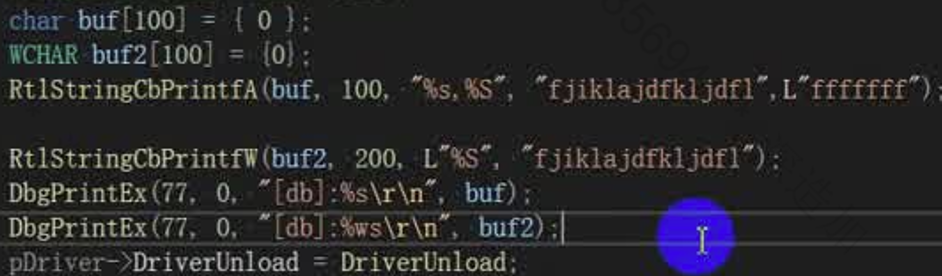 char buf[100] = { 0 };
WCHAR buf2[100] = {0};
RtlStringCbPrintfA(buf, 100, "%s,%S", "fjiklajdfkljdfl",L"fffffff");
RtlStringCbPrintfW(buf2, 200, L"%S", "fjiklajdfkljdfl");
DbgPrintEx(77, 0, "[db]:%s\r\n", buf);
DbgPrintEx(77, 0, "[db]:%ws\r\n", buf2);
pDriver->DriverUnload = DriverUnload;